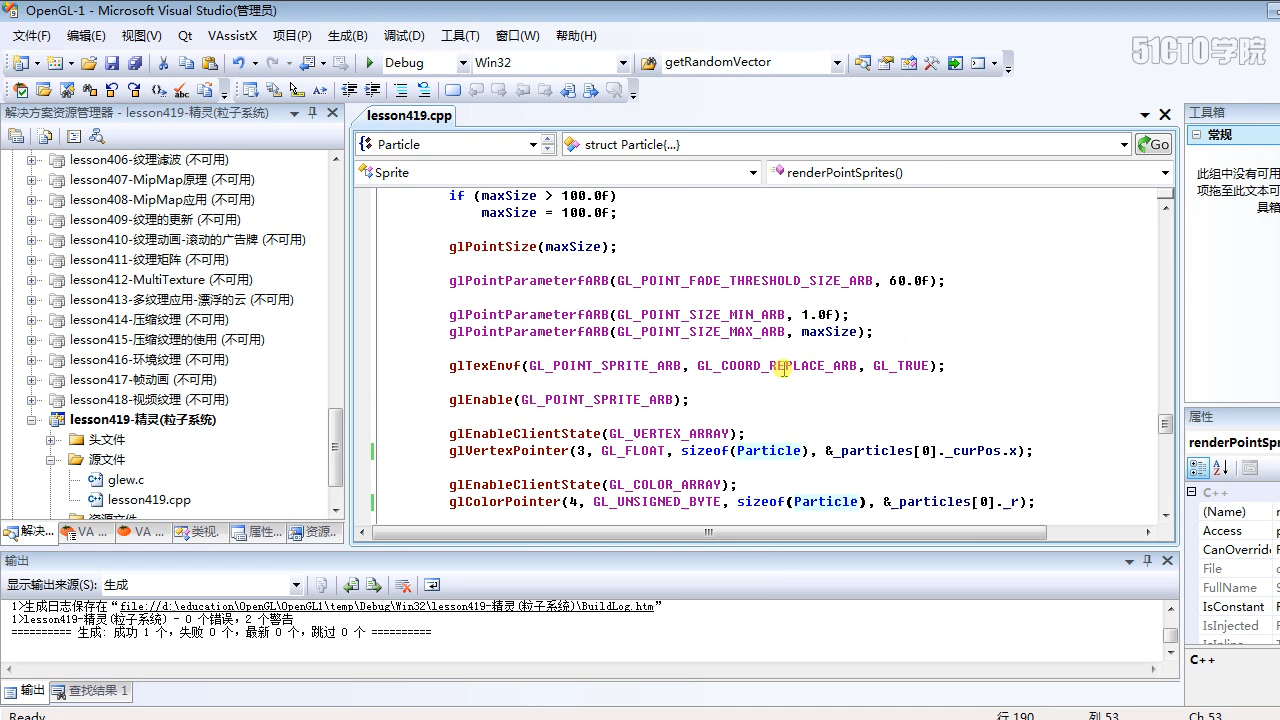 OpenGL-1 - Microsoft Visual Studio(管理员)
文件(F) 编辑(E) 视图(V) Qt VAssistX 项目(P) 生成(B) 调试(D) 工具(T) 窗口(W) 帮助(H)
51CTO学院
Debug Win32 getRandomVector
解决方案资源管理器 - lesson419-精灵(粒子系统)
lesson406-纹理滤波 (不可用)
lesson407-MipMap原理 (不可用)
lesson408-MipMap应用 (不可用)
lesson409-纹理的更新 (不可用)
lesson410-纹理动画-滚动的广告牌 (不可用)
lesson411-纹理矩阵 (不可用)
lesson412-MultiTexture (不可用)
lesson413-多纹理应用-漂浮的云 (不可用)
lesson414-压缩纹理 (不可用)
lesson415-压缩纹理的使用 (不可用)
lesson416-环境纹理 (不可用)
lesson417-帧动画 (不可用)
lesson418-视频纹理 (不可用)
lesson419-精灵(粒子系统)
头文件
源文件
glew.c
lesson419.cpp
资源文件
解决... VA ... VA ... 类视. 属性... 资源..
lesson419.cpp
Particle struct Particle{...} Go
Sprite renderPointSprites()
if (maxSize > 100.0f)
maxSize = 100.0f;
glPointSize(maxSize);
glPointParameterfARB(GL_POINT_FADE_THRESHOLD_SIZE_ARB, 60.0f);
glPointParameterfARB(GL_POINT_SIZE_MIN_ARB, 1.0f);
glPointParameterfARB(GL_POINT_SIZE_MAX_ARB, maxSize);
glTexEnvf(GL_POINT_SPRITE_ARB, GL_COORD_REPLACE_ARB, GL_TRUE);
glEnable(GL_POINT_SPRITE_ARB);
glEnableClientState(GL_VERTEX_ARRAY);
glVertexPointer(3, GL_FLOAT, sizeof(Particle), &_particles[0]._curPos.x);
glEnableClientState(GL_COLOR_ARRAY);
glColorPointer(4, GL_UNSIGNED_BYTE, sizeof(Particle), &_particles[0]._r);
工具箱
常规
此组中没有可用
项拖至此文本可
具箱
属性
renderPointSpri
C++
(Name)
Access
CanOverride
File
FullName
IsConstant
IsInjected
IsInline
C++
输出
显示输出来源(S): 生成
1>生成日志保存在“file://d:\education\OpenGL\OpenGL1\temp\Debug\Win32\lesson419-精灵(粒子系统)\BuildLog.htm”
1>lesson419-精灵(粒子系统) - 0 个错误，2 个警告
========== 生成: 成功 1 个，失败 0 个，最新 0 个，跳过 0 个 ==========
输出 查找结果 1
Ready 行 190 列 53 Ch 53